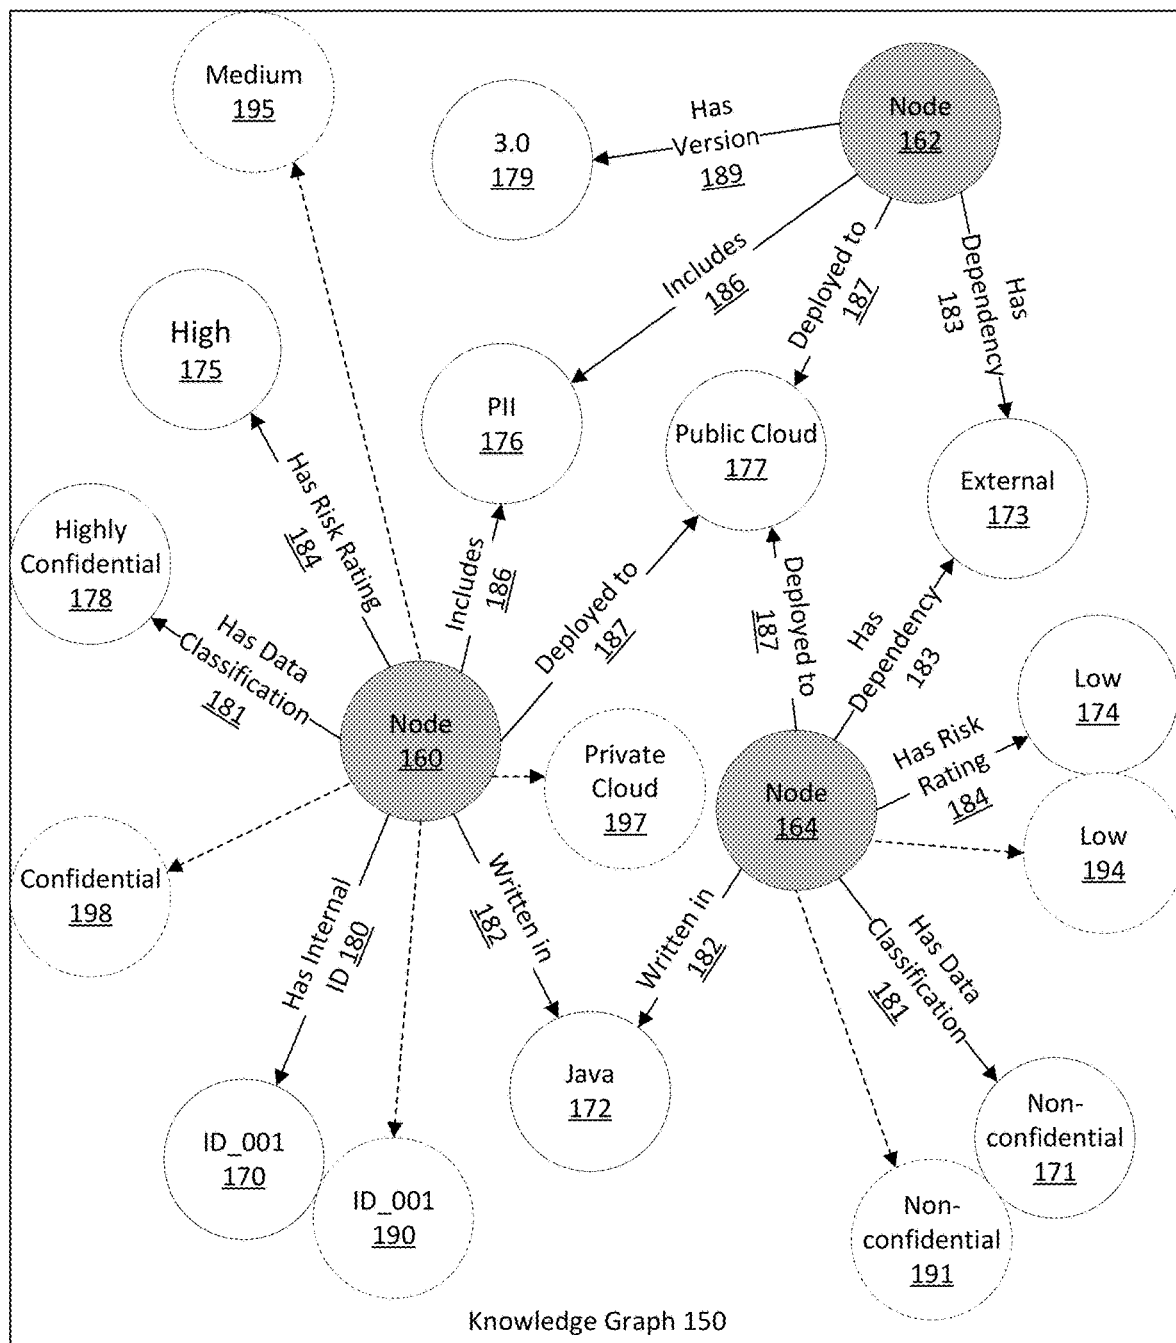 Medium
195
Node
162
Has
Version
189
3.0
179
Includes
186
Deployed to
187
Has
Dependency
183
High
175
PII
176
Public Cloud
177
External
173
Has Risk Rating
184
Highly
Confidential
178
Includes
186
Deployed to
187
Deployed to
187
Has
Dependency
183
Has Data
Classification
181
Node
160
Private
Cloud
197
Node
164
Has Risk
Rating
184
Low
174
Low
194
Confidential
198
Has Internal
ID 180
Written in
182
Written in
182
Has Data
Classification
181
ID_001
170
ID_001
190
Java
172
Non-
confidential
171
Non-
confidential
191
Knowledge Graph 150